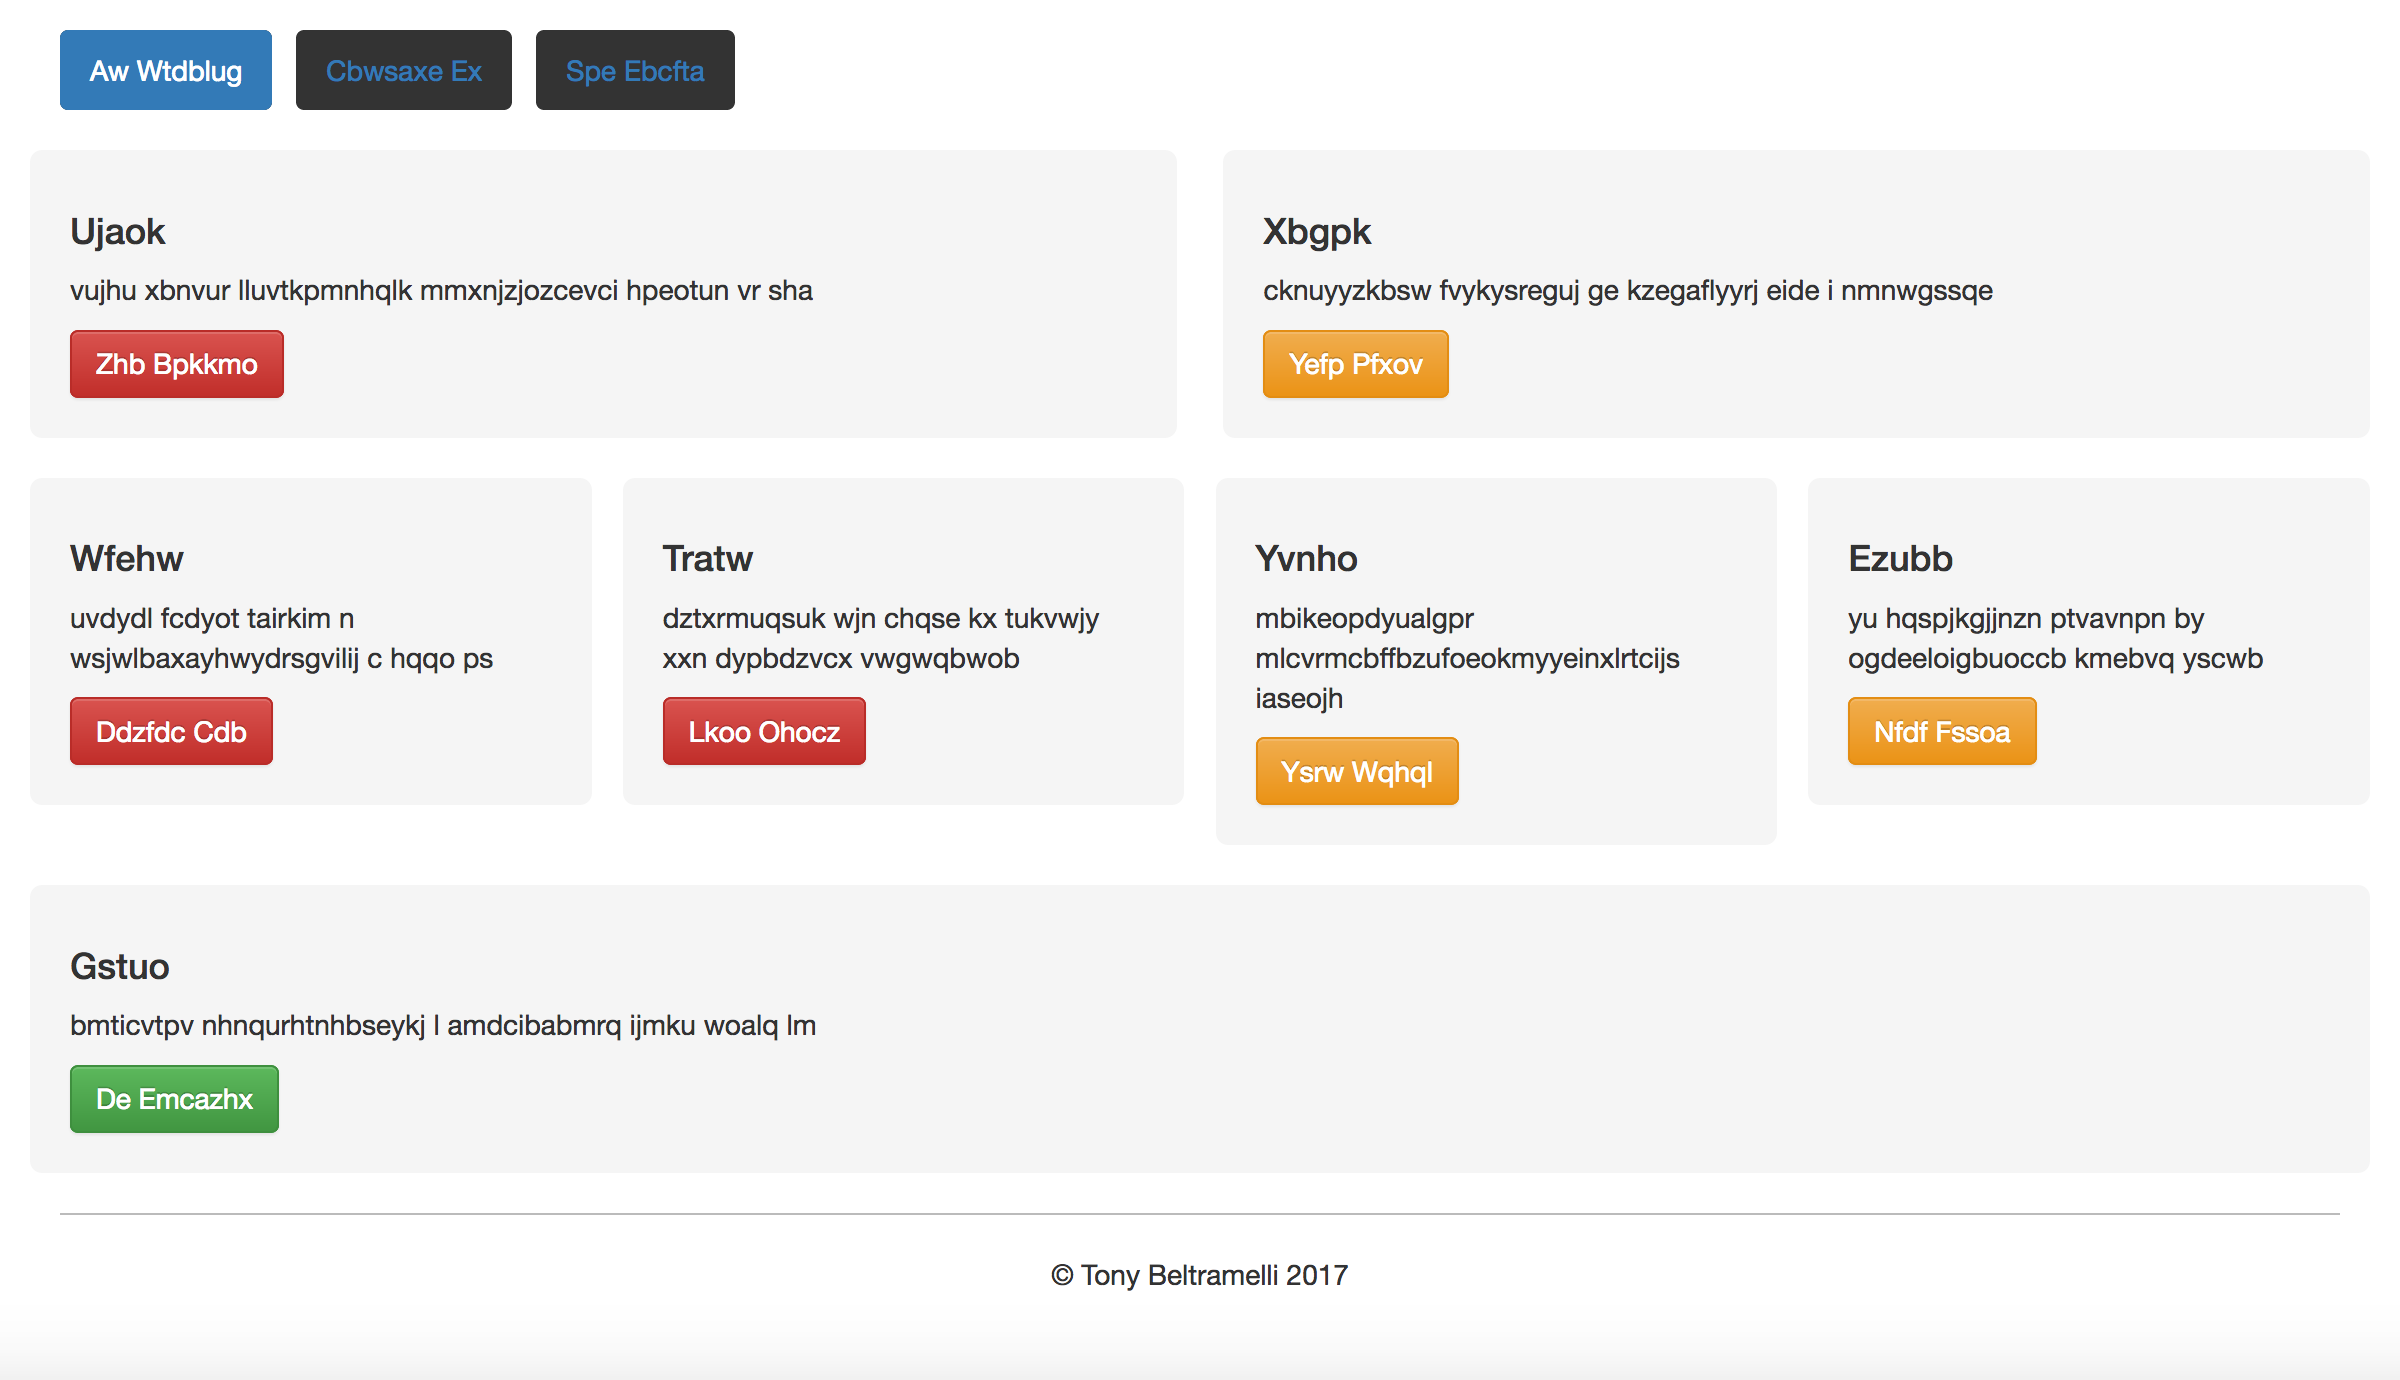 Aw Wtdblug
Cbwsaxe Ex
Spe Ebcfta
Ujaok
vujhu xbnvur lluvtkpmnhqlk mmxnjzjozcevci hpeotun vr sha
Zhb Bpkkmo
Xbgpk
cknuyyzkbsw fvykysreguj ge kzegaflyyrj eide i nmnwgssqe
Yefp Pfxov
Wfehw
uvdydl fcdyot tairkim n
wsjwlbaxayhwydrsgvilij c hqqo ps
Ddzfdc Cdb
Tratw
dztxrmuqsuk wjn chqse kx tukvwjy
xxn dypbdzvcx vwgwqbwob
Lkoo Ohocz
Yvnho
mbikeopdyualgpr
mlcvrmcbffbzufoeokmyyeinxlrtcijs
iaseojh
Ysrw Wqhql
Ezubb
yu hqspjkgjjnzn ptvavnpn by
ogdeeloigbuoccb kmebvq yscwb
Nfdf Fssoa
Gstuo
bmticvtpv nhnqurhtnhbseykj l amdcibabmrq ijmku woalq lm
De Emcazhx
© Tony Beltramelli 2017